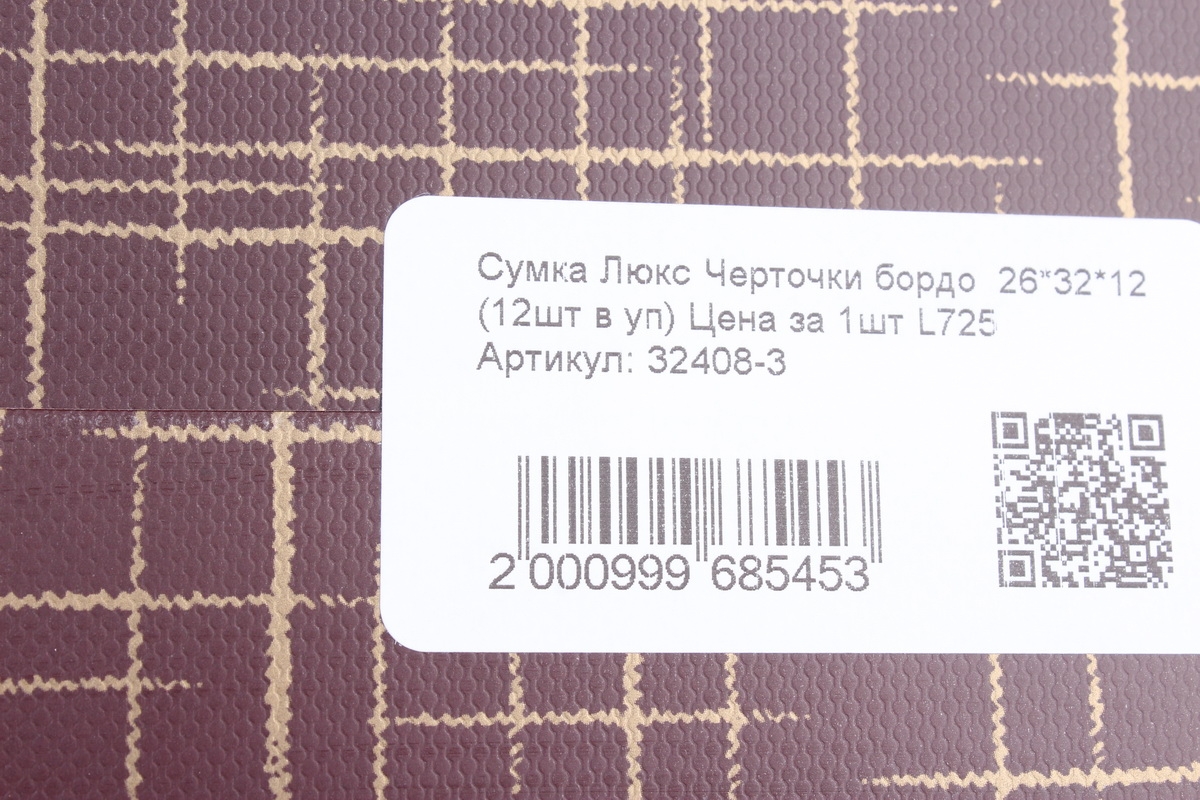 Сумка Люкс Черточки бордо 26*32*12
(12шт в уп) Цена за 1шт L725
Артикул: 32408-3
2 000999 685453